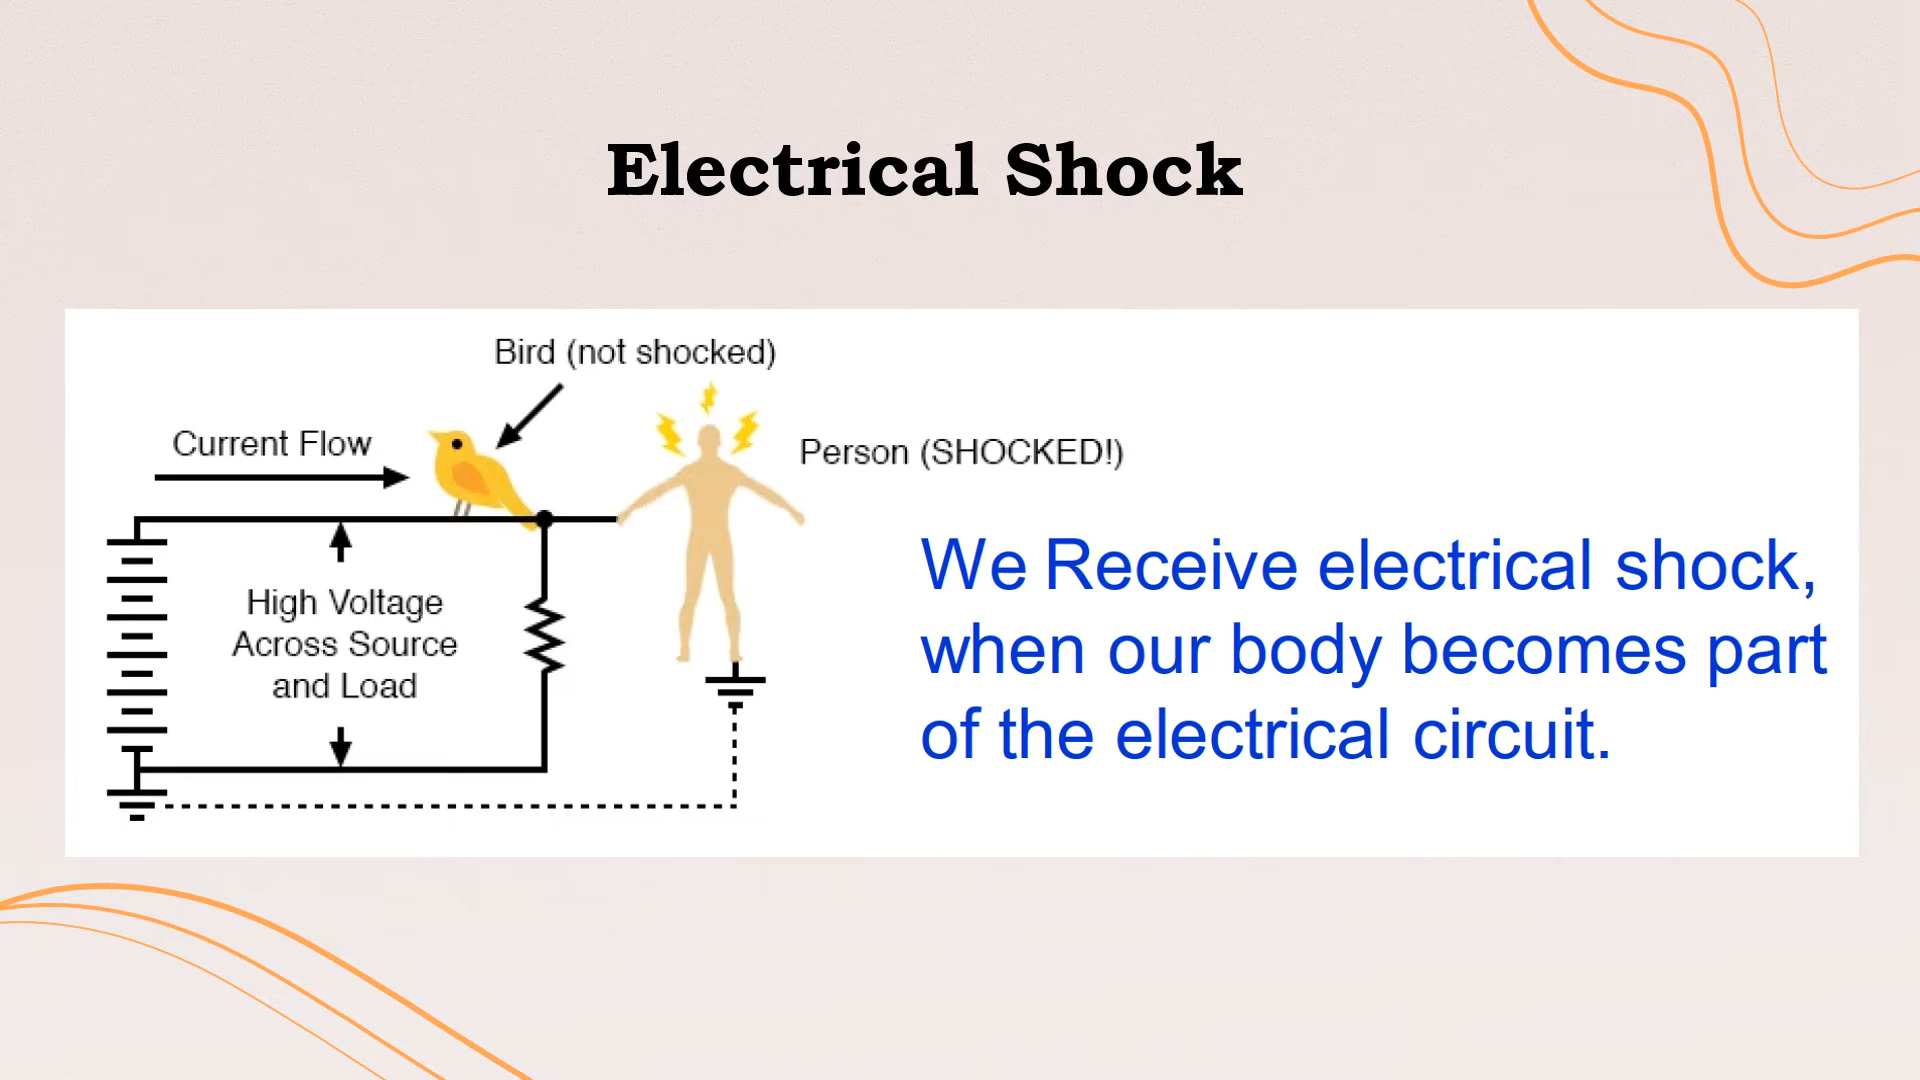 Electrical Shock
Bird (not shocked)
Current Flow
Person (SHOCKED!)
High Voltage
Across Source
and Load
We Receive electrical shock,
when our body becomes part
of the electrical circuit.